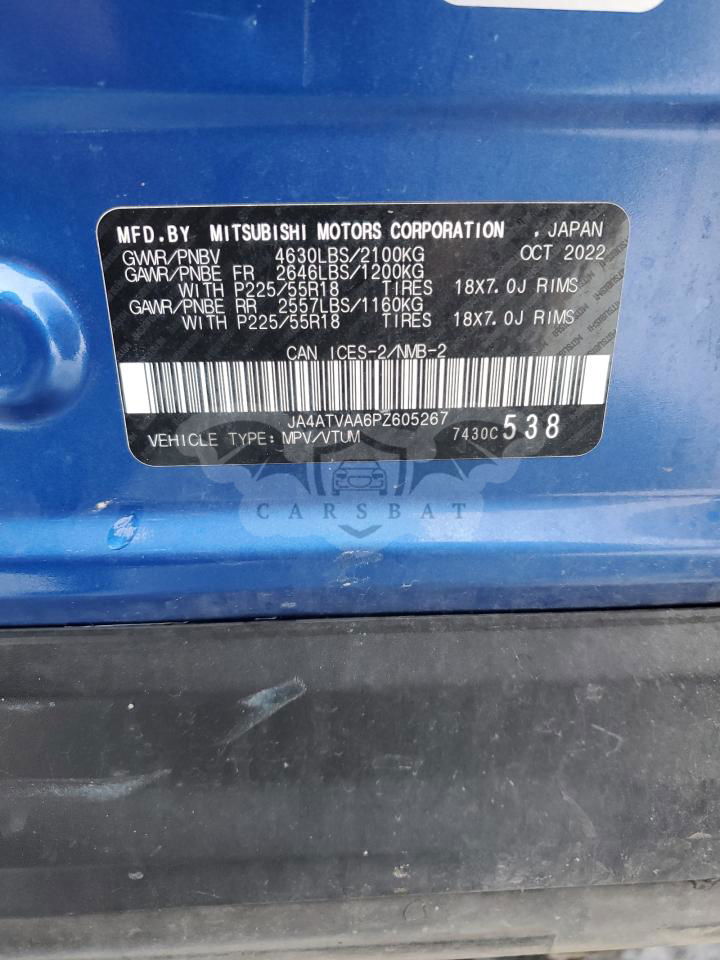 MFD.BY MITSUBISHI MOTORS CORPORATION , JAPAN
GVWR/PNBV 4630LBS/2100KG OCT 2022
GAWR/PNBE FR 2646LBS/1200KG
WITH P225/55R18 TIRES 18X7.0J RIMS
GAWR/PNBE RR 2557LBS/1160KG
WITH P225/55R18 TIRES 18X7.0J RIMS
CAN ICES-2/NMB-2
JA4ATVAA6PZ605267
VEHICLE TYPE: MPV/VTUM 7430C 538
CARSBAT